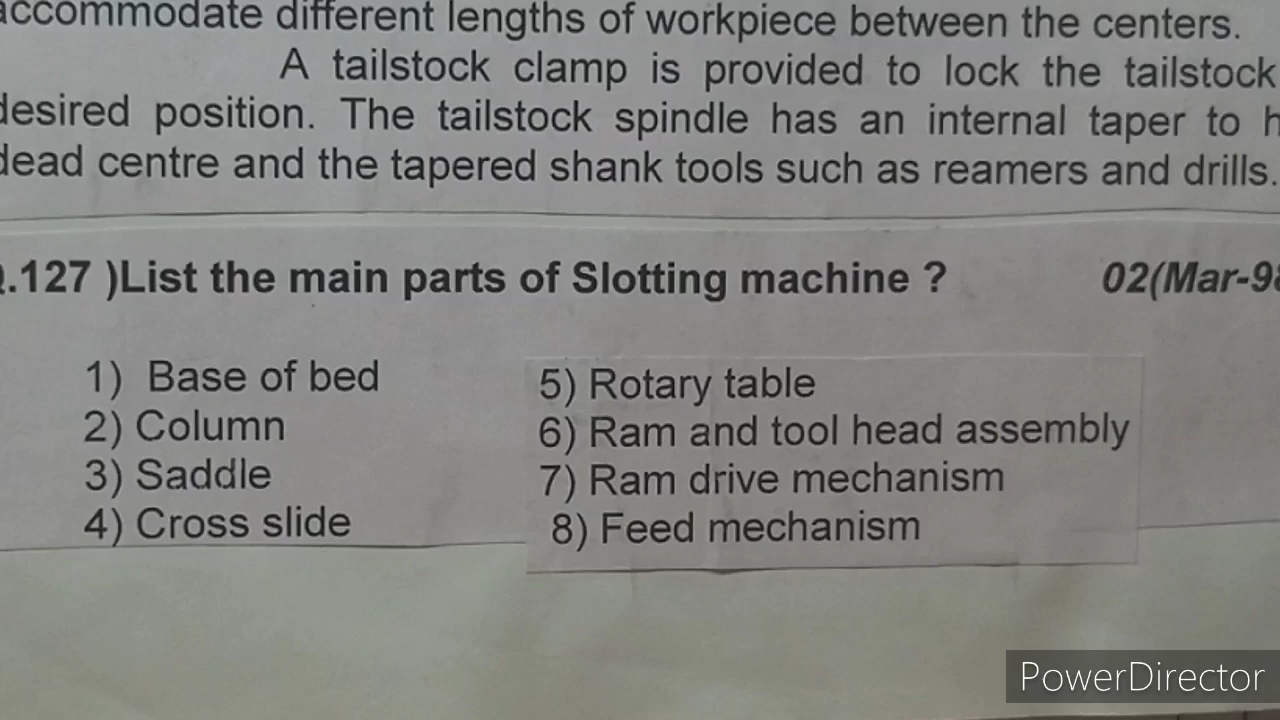 accommodate different lengths of workpiece between the centers.
A tailstock clamp is provided to lock the tailstock
desired position. The tailstock spindle has an internal taper to
dead centre and the tapered shank tools such as reamers and drills.
.127 )List the main parts of Slotting machine ? 02(Mar-98
1) Base of bed
2) Column
3) Saddle
4) Cross slide
5) Rotary table
6) Ram and tool head assembly
7) Ram drive mechanism
8) Feed mechanism
PowerDirector